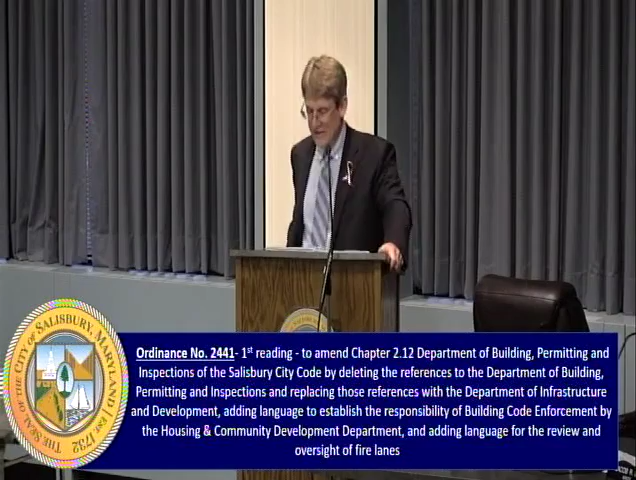 THE SEAL OF THE CITY OF SALISBURY, MARYLAND EST. 1732
Ordinance No. 2441- 1st reading - to amend Chapter 2.12 Department of Building, Permitting and
Inspections of the Salisbury City Code by deleting the references to the Department of Building,
Permitting and Inspections and replacing those references with the Department of Infrastructure
and Development, adding language to establish the responsibility of Building Code Enforcement by
the Housing & Community Development Department, and adding language for the review and
oversight of fire lanes